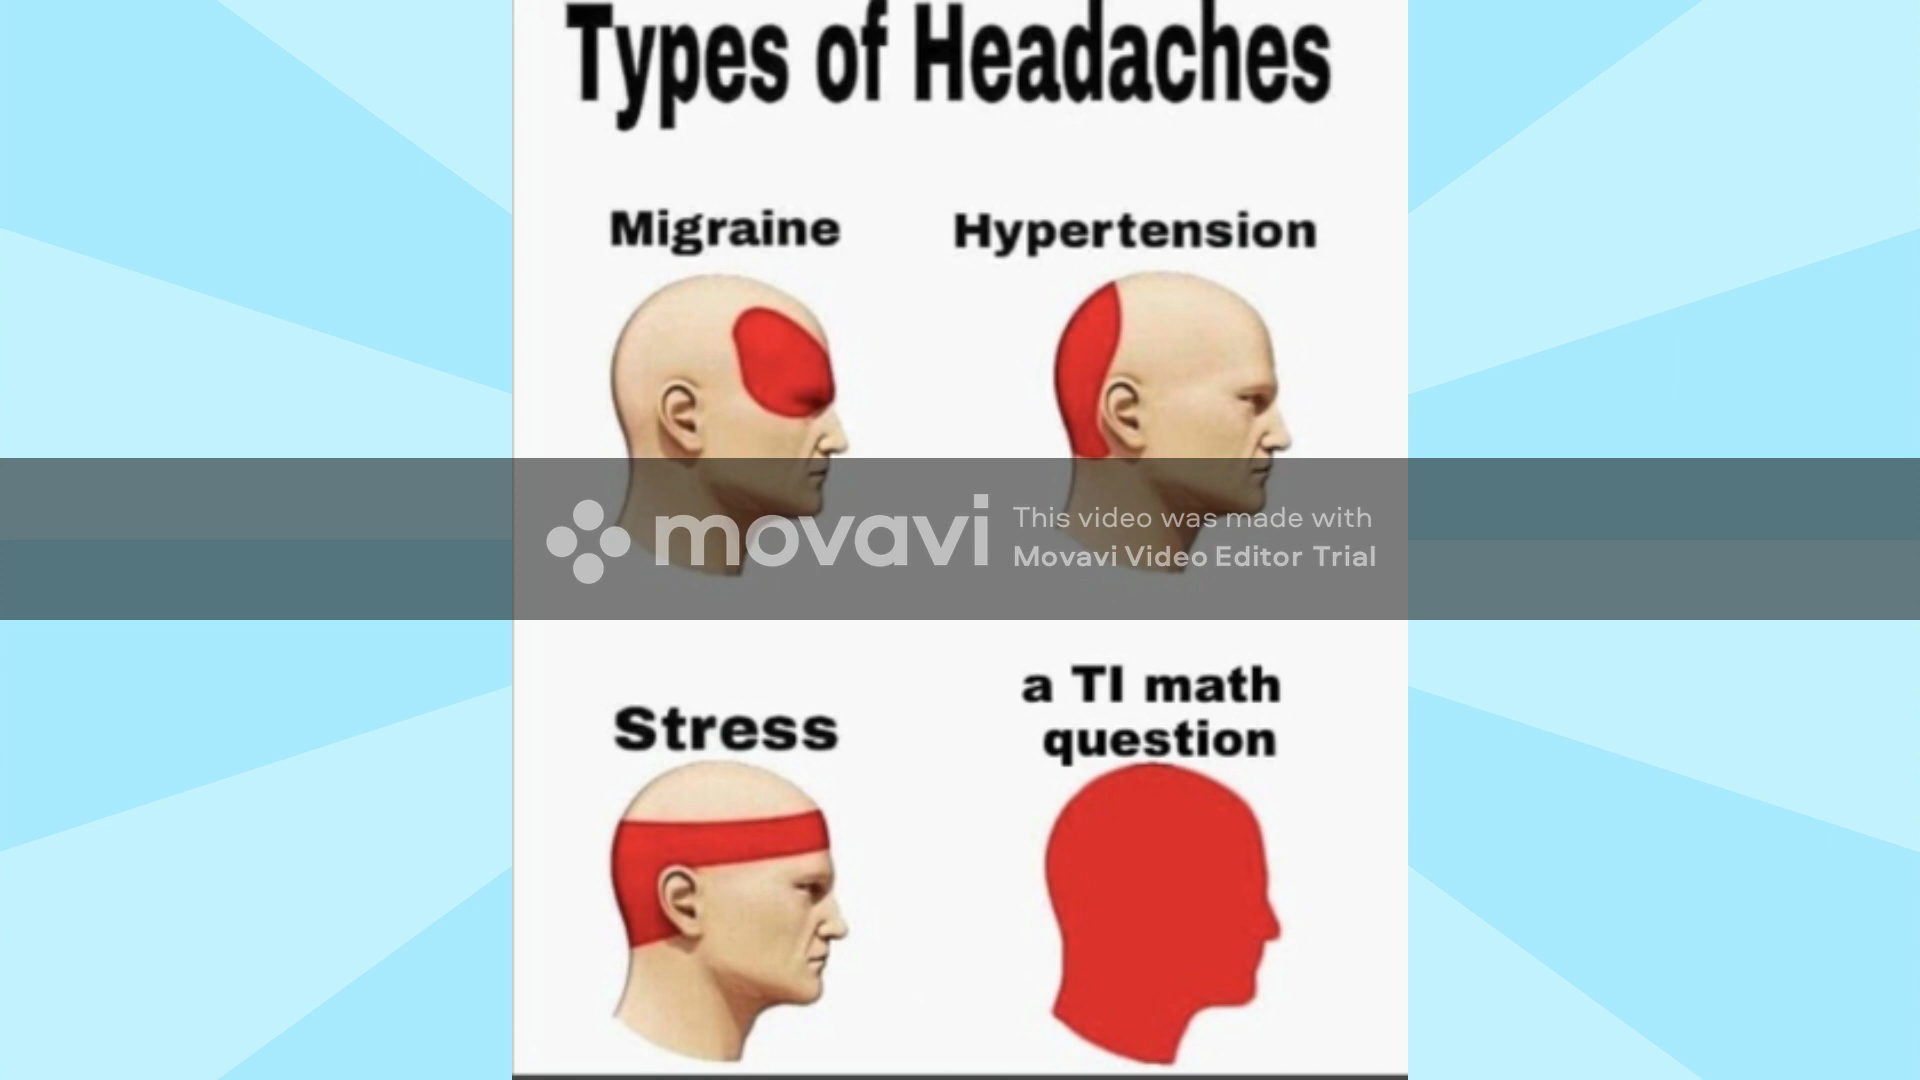 Types of Headaches
Migraine
Hypertension
movavi
This video was made with
Movavi Video Editor Trial
Stress
a TI math
question